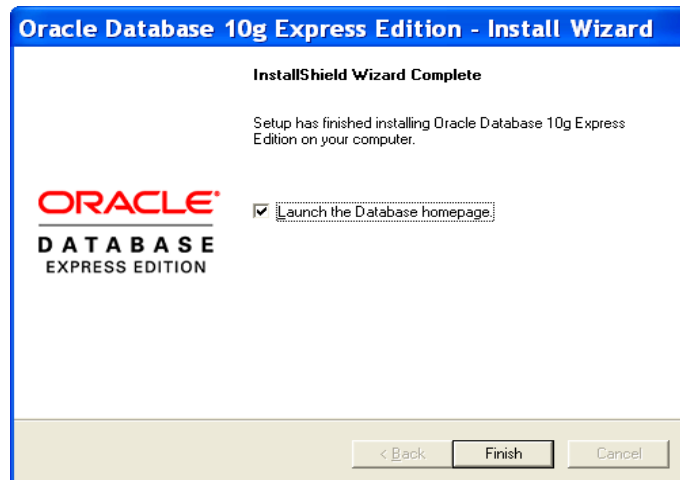 Oracle Database 10g Express Edition - Install Wizard
InstallShield Wizard Complete
Setup has finished installing Oracle Database 10g Express
Edition on your computer.
ORACLE
DATABASE
EXPRESS EDITION
Launch the Database homepage.
< Back
Finish
Cancel